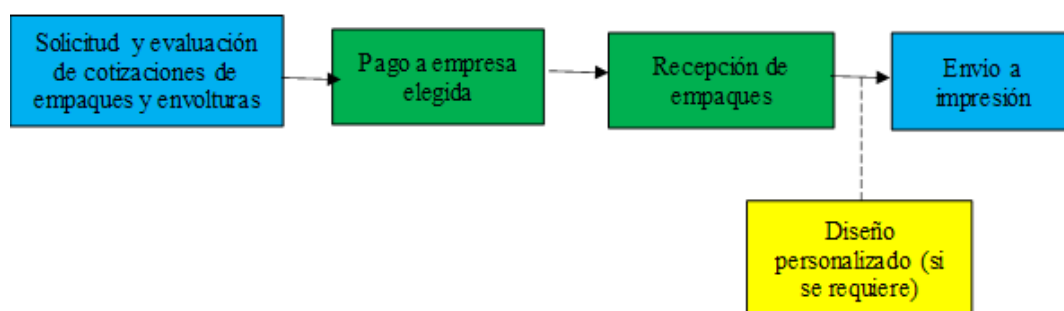 Solicitud y evaluación
de cotizaciones de
empaques y envolturas
Pago a empresa
elegida
Recepción de
empaques
Envio a
impresión
Diseño
personalizado (si
se requiere)